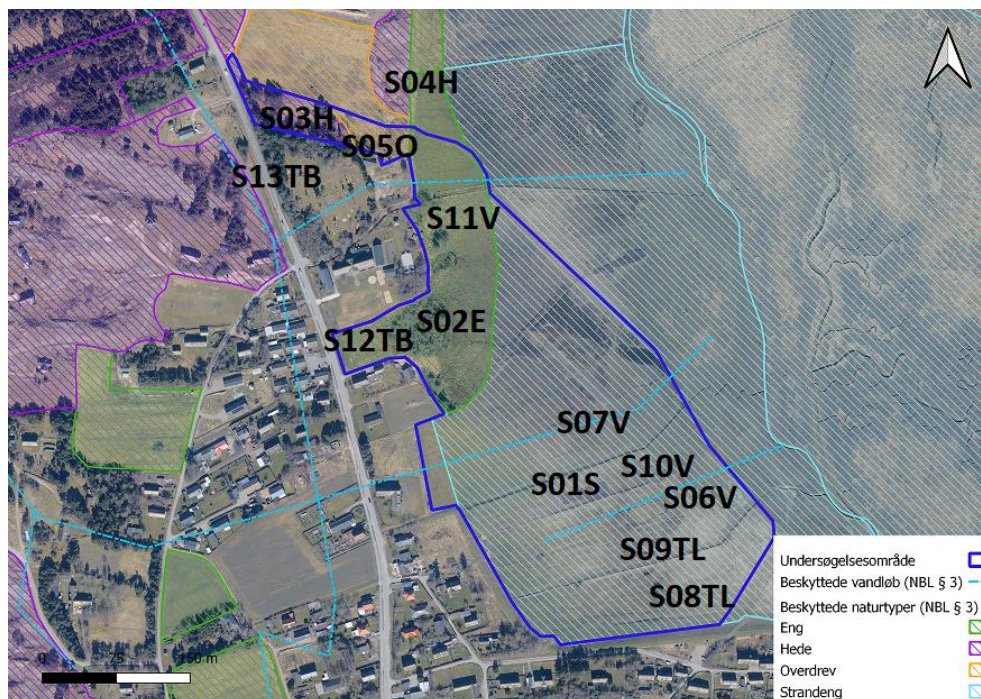 S04H
S03H
S05O
S13TB
S11V
S02E
S12TB
S07V
S10V
S01S
S06V
S09TL
S08TL
Undersøgelsesområde
Beskyttede vandløb (NBL § 3)
Beskyttede naturtyper (NBL § 3)
Eng
Hede
Overdrev
Strandeng
0 75 150 m